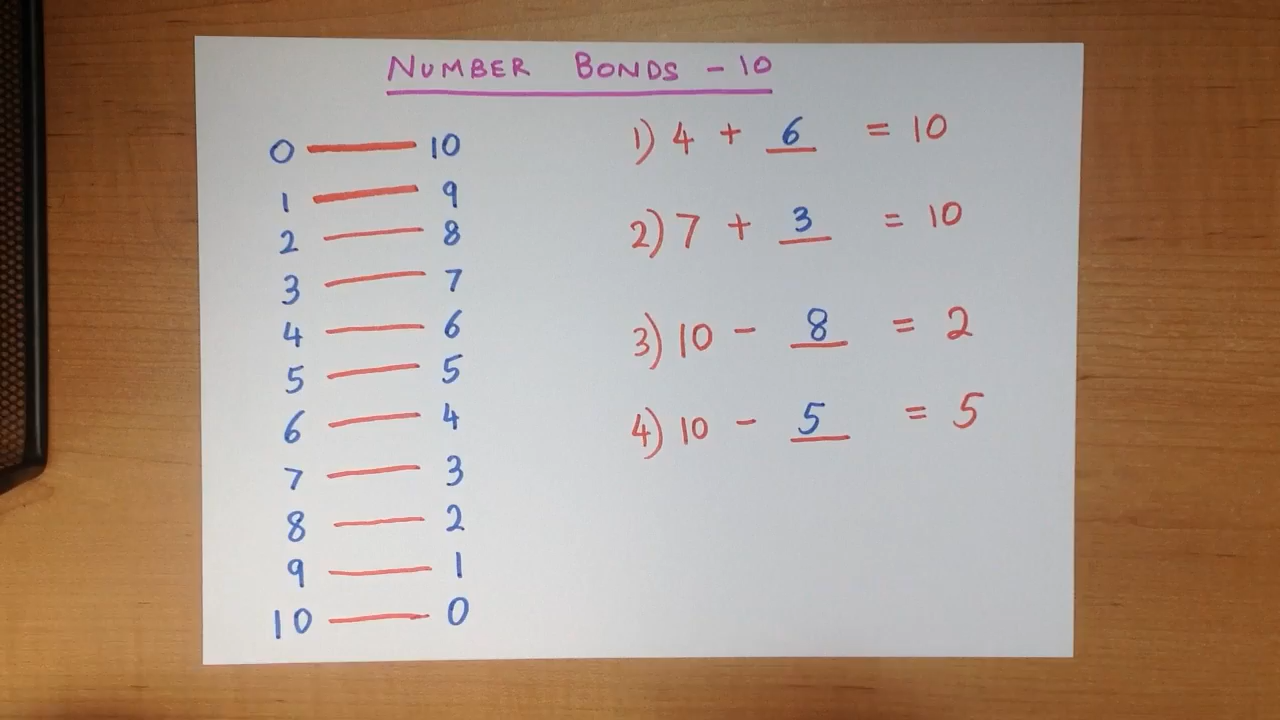 NUMBER BONDS - 10
0 — 10
1 — 9
2 — 8
3 — 7
4 — 6
5 — 5
6 — 4
7 — 3
8 — 2
9 — 1
10 — 0
1) 4 + 6 = 10
2) 7 + 3 = 10
3) 10 - 8 = 2
4) 10 - 5 = 5